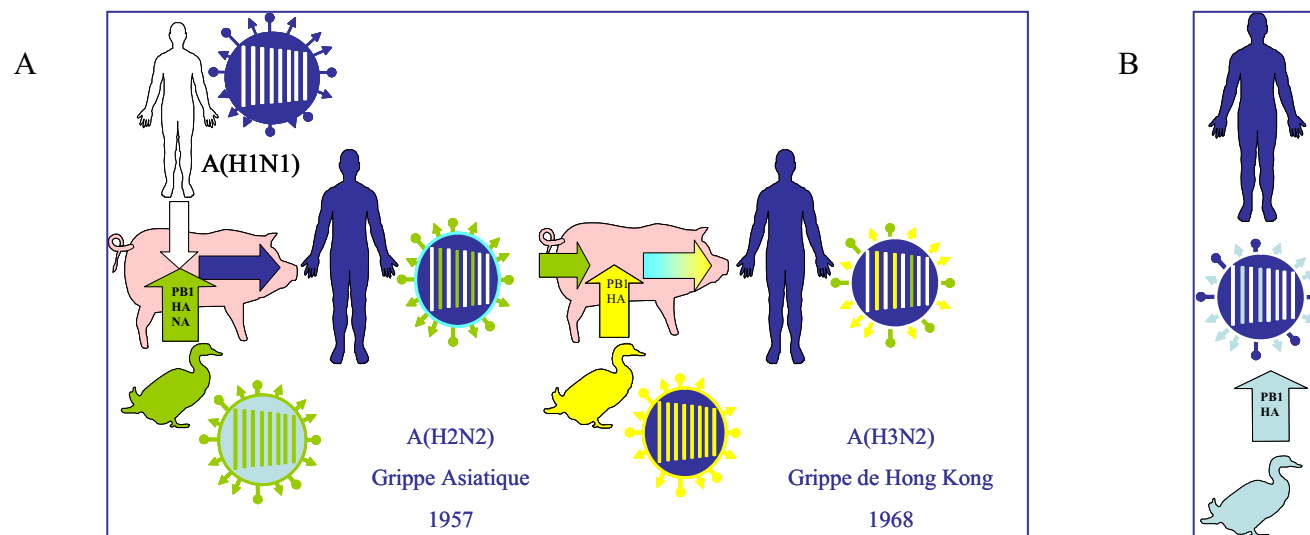 A
B
A(H1N1)
PB1
HA
NA
PB1
HA
PB1
HA
A(H2N2)
Grippe Asiatique
1957
A(H3N2)
Grippe de Hong Kong
1968